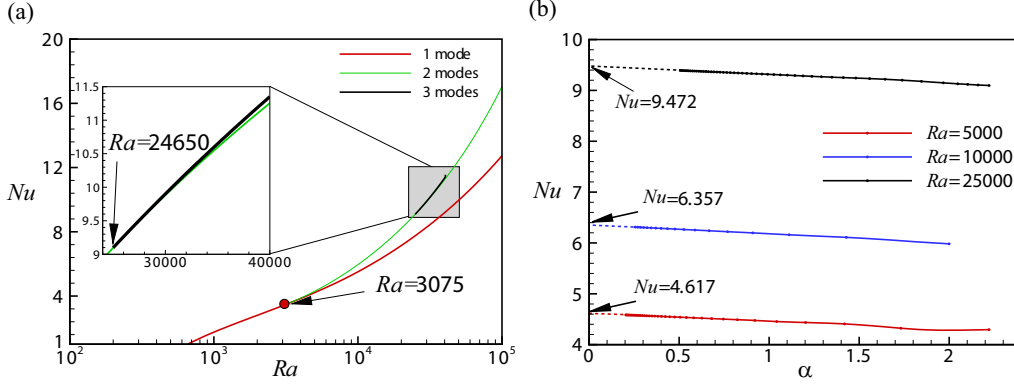 (a)
20
16
12
8
4
1
Nu
10² 10³ 10⁴ 10⁵
Ra
1 mode
2 modes
3 modes
11.5
11
10.5
10
9.5
9
30000 40000
Ra=24650
Ra=3075
(b)
10
9
8
7
6
5
4
Nu
0 0.5 1 1.5 2
α
Nu=9.472
Ra=5000
Ra=10000
Ra=25000
Nu=6.357
Nu=4.617